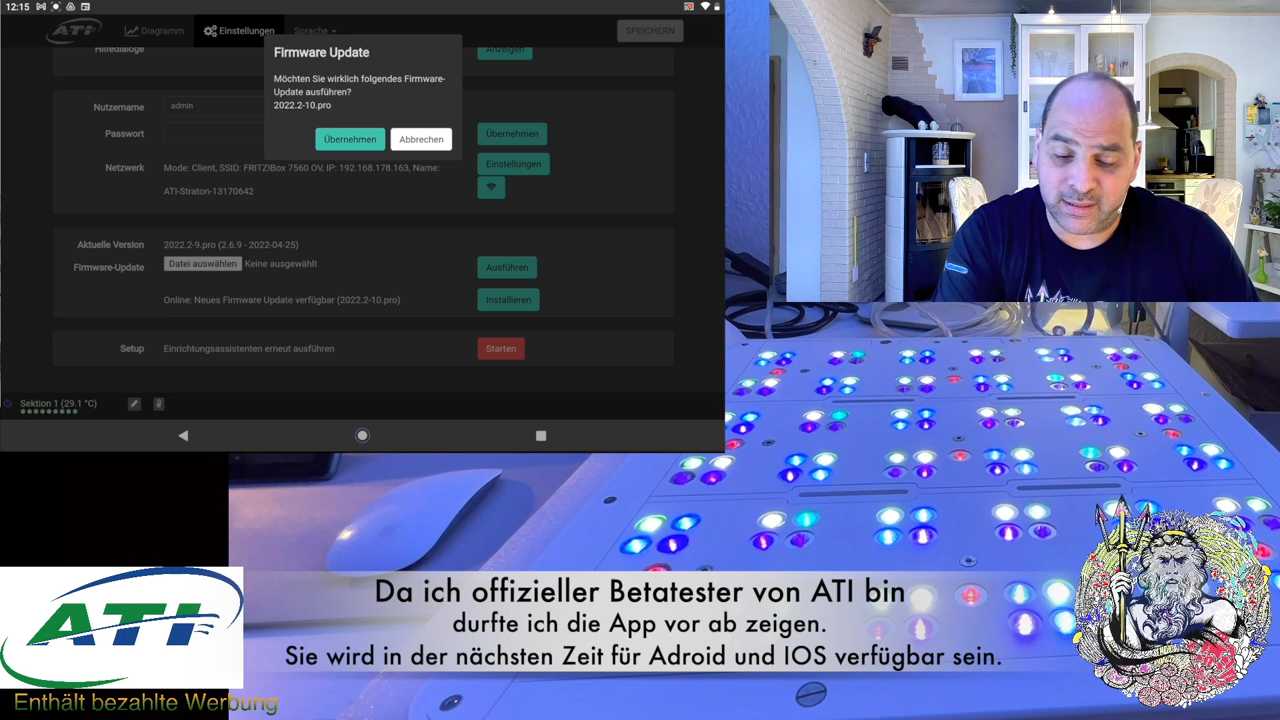 12:15
ATI
Diagramm
Einstellungen
Sprache
SPEICHERN
Hilfedialoge
Anzeigen
Firmware Update
Möchten Sie wirklich folgendes Firmware-
Update ausführen?
2022.2-10.pro
Übernehmen
Abbrechen
Nutzername
admin
Passwort
Übernehmen
Netzwerk
Mode: Client, SSID: FRITZ!Box 7560 OV, IP: 192.168.178.163, Name:
ATI-Straton-13170642
Einstellungen
Aktuelle Version
2022.2-9.pro (2.6.9 - 2022-04-25)
Firmware-Update
Datei auswählen Keine ausgewählt
Ausführen
Online: Neues Firmware Update verfügbar (2022.2-10.pro)
Installieren
Setup
Einrichtungsassistenten erneut ausführen
Starten
Sektion 1 (29.1 °C)
Da ich offizieller Betatester von ATI bin
durfte ich die App vor ab zeigen.
Sie wird in der nächsten Zeit für Adroid und IOS verfügbar sein.
ATI
Enthält bezahlte Werbung